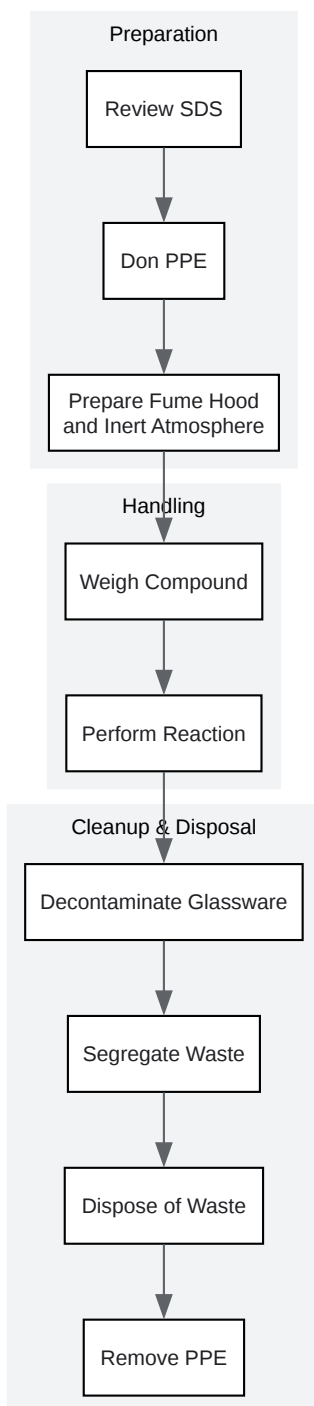 Preparation
Review SDS
Don PPE
Prepare Fume Hood
and Inert Atmosphere
Handling
Weigh Compound
Perform Reaction
Cleanup & Disposal
Decontaminate Glassware
Segregate Waste
Dispose of Waste
Remove PPE